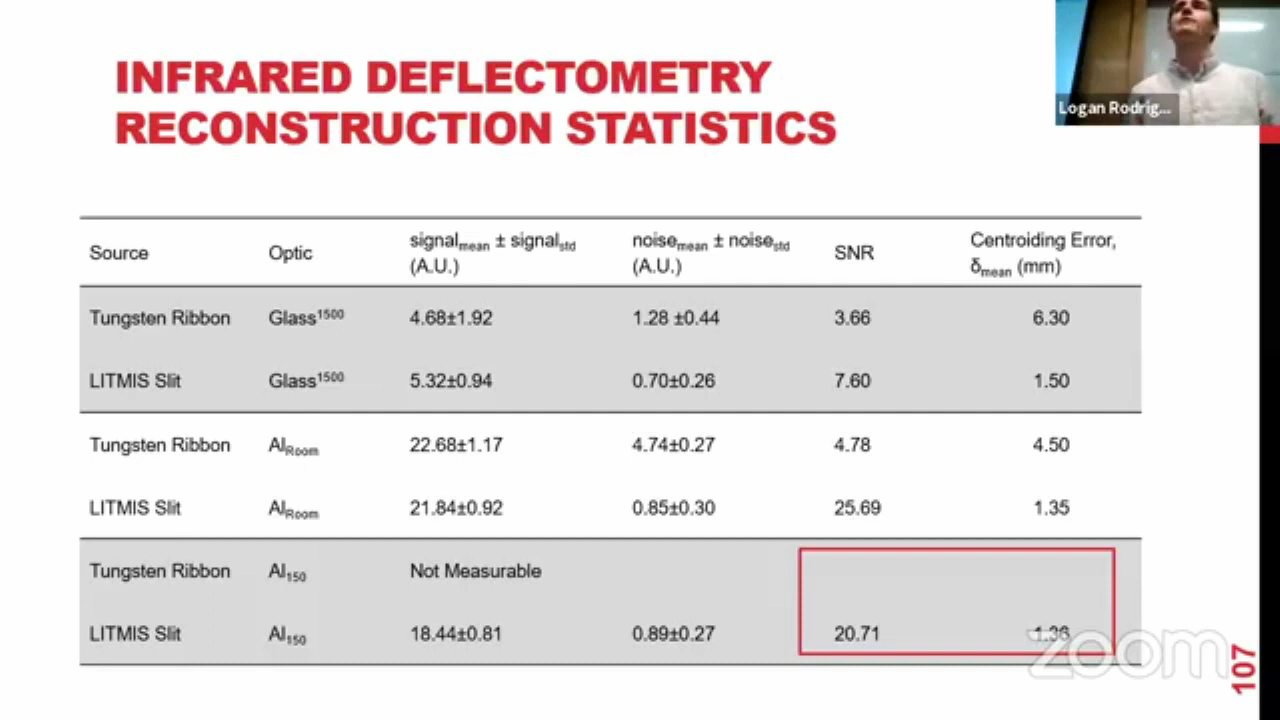 INFRARED DEFLECTOMETRY
RECONSTRUCTION STATISTICS
Logan Rodrig...
Source Optic signalmean ± signalstd (A.U.) noisemean ± noisestd (A.U.) SNR Centroiding Error, δmean (mm)
Tungsten Ribbon Glass1500 4.68±1.92 1.28 ±0.44 3.66 6.30
LITMIS Slit Glass1500 5.32±0.94 0.70±0.26 7.60 1.50
Tungsten Ribbon AlRoom 22.68±1.17 4.74±0.27 4.78 4.50
LITMIS Slit AlRoom 21.84±0.92 0.85±0.30 25.69 1.35
Tungsten Ribbon Al150 Not Measurable
LITMIS Slit Al150 18.44±0.81 0.89±0.27 20.71 1.36
zoom
107